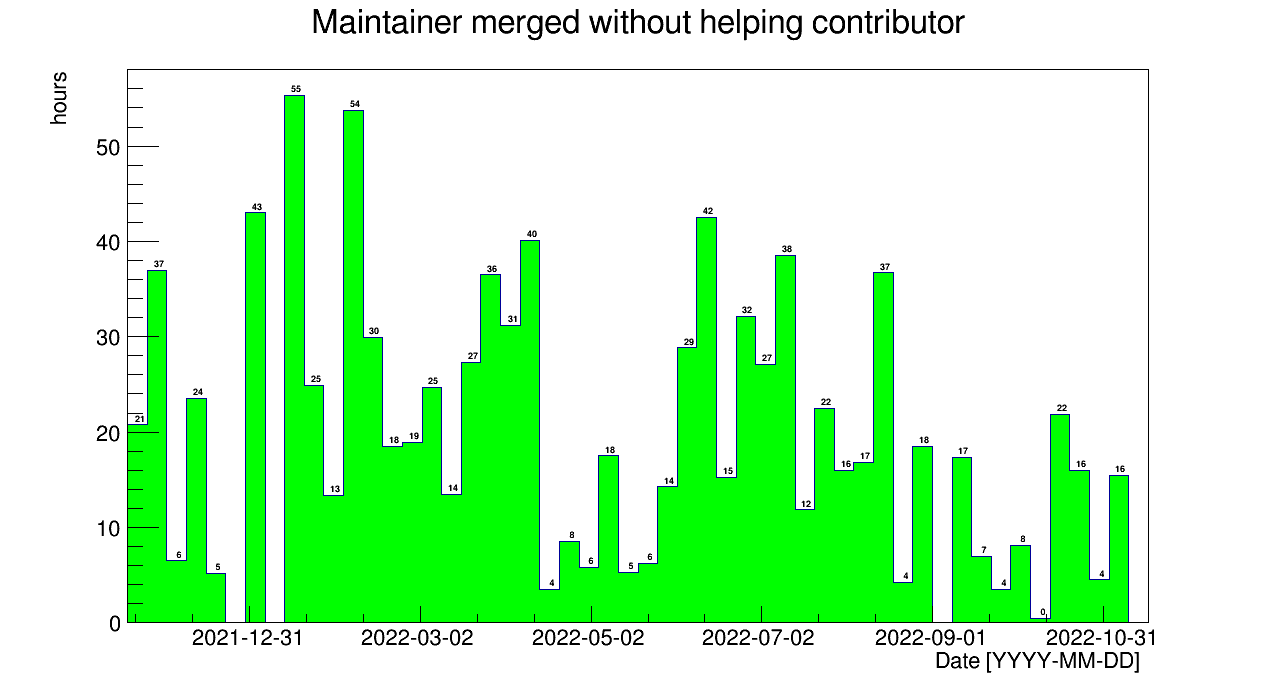 Maintainer merged without helping contributor
hours
50
40
30
20
10
0
21 37 6 24 5 43 55 25 13 54 30 18 19 25 14 27 36 31 40 4 8 6 18 5 6 14 29 42 15 32 27 38 12 22 16 17 37 4 18 17 7 4 8 0 22 16 4 16
2021-12-31 2022-03-02 2022-05-02 2022-07-02 2022-09-01 2022-10-31
Date [YYYY-MM-DD]